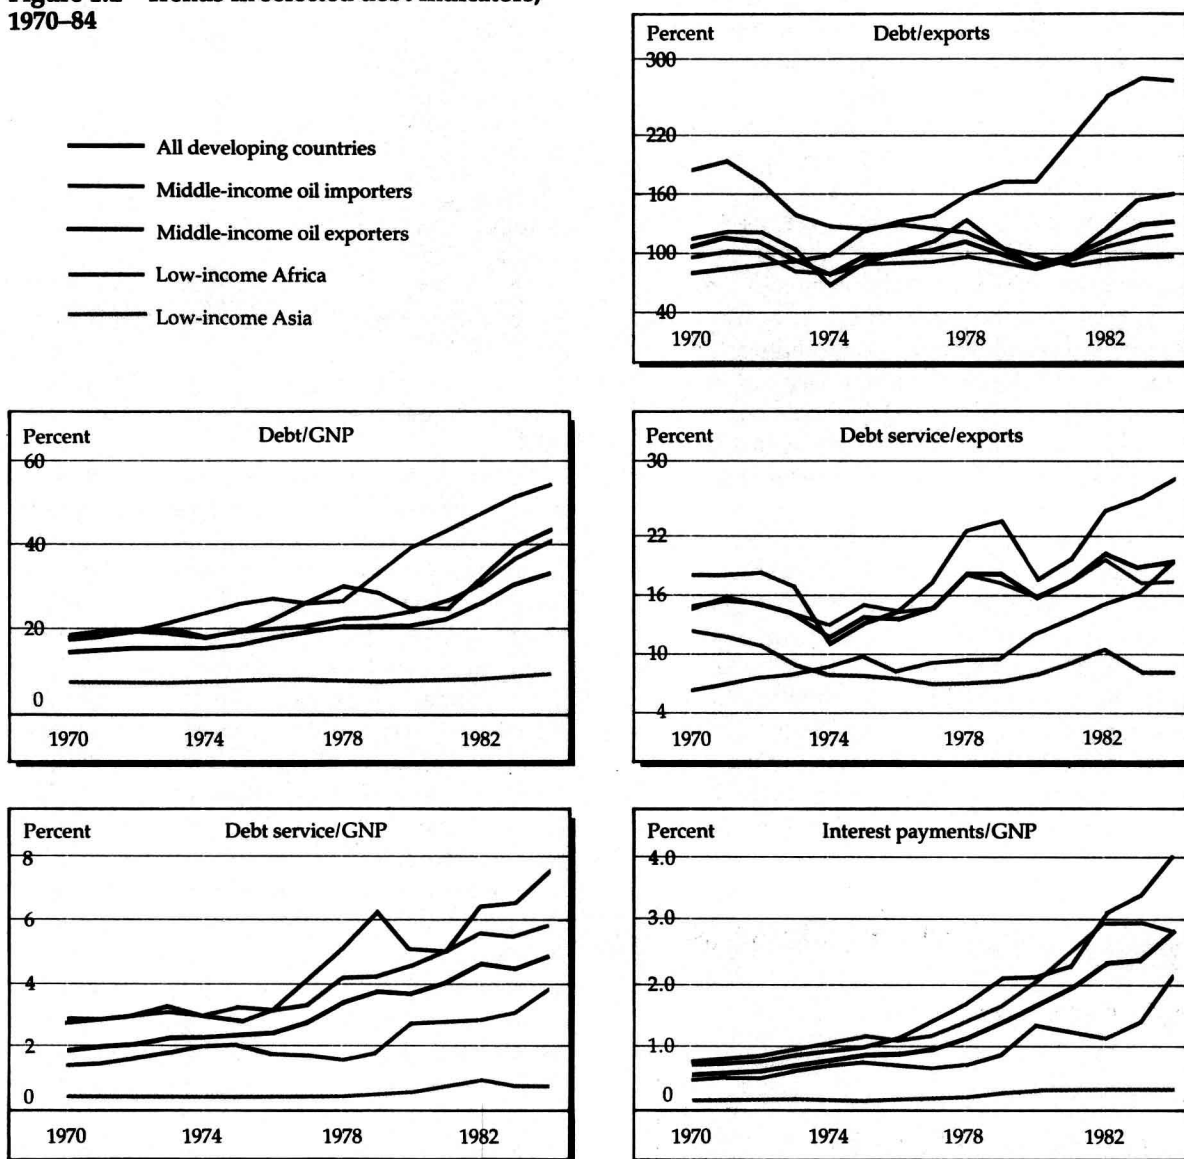 1970–84
All developing countries
Middle-income oil importers
Middle-income oil exporters
Low-income Africa
Low-income Asia
Percent Debt/exports
300
220
160
100
40
1970 1974 1978 1982
Percent Debt/GNP
60
40
20
0
1970 1974 1978 1982
Percent Debt service/exports
30
22
16
10
4
1970 1974 1978 1982
Percent Debt service/GNP
8
6
4
2
0
1970 1974 1978 1982
Percent Interest payments/GNP
4.0
3.0
2.0
1.0
0
1970 1974 1978 1982